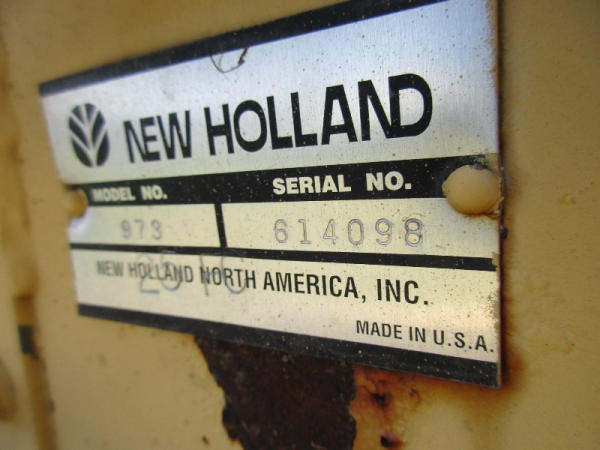 NEW HOLLAND
MODEL NO. SERIAL NO.
973 614098
NEW HOLLAND NORTH AMERICA, INC.
MADE IN U.S.A.